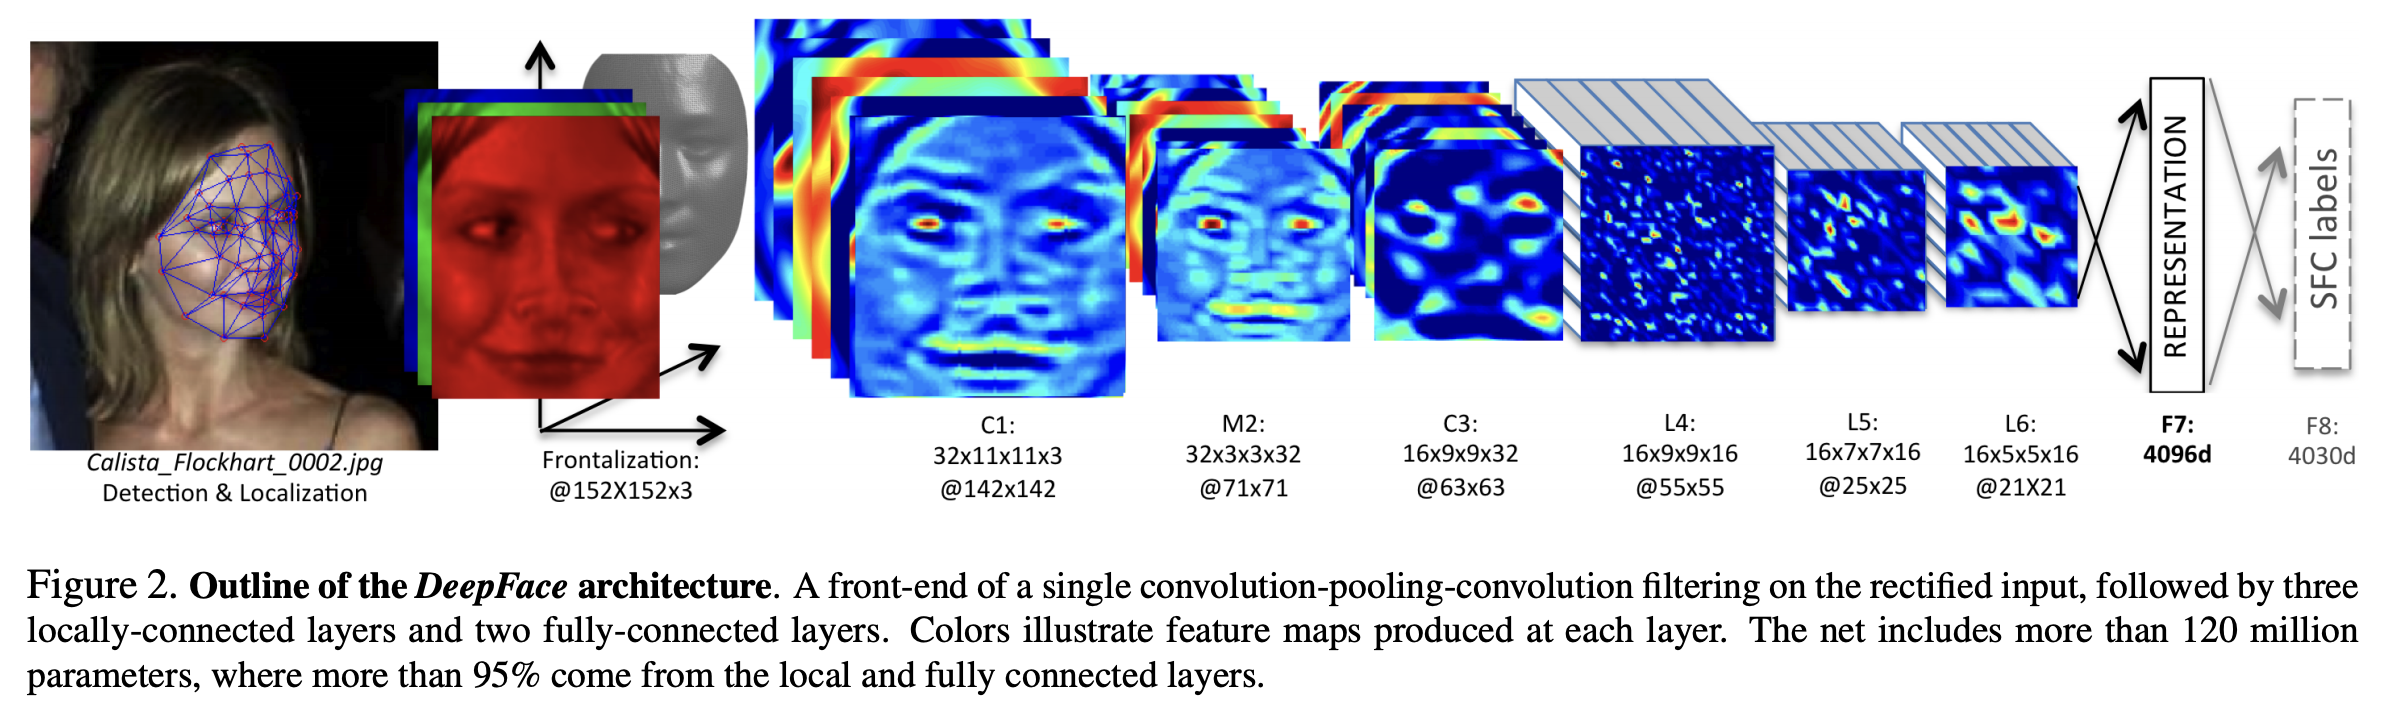 Calista_Flockhart_0002.jpg
Detection & Localization
Frontalization:
@152X152x3
C1:
32x11x11x3
@142x142
M2:
32x3x3x32
@71x71
C3:
16x9x9x32
@63x63
L4:
16x9x9x16
@55x55
L5:
16x7x7x16
@25x25
L6:
16x5x5x16
@21X21
REPRESENTATION
F7:
4096d
SFC labels
F8:
4030d
Figure 2. Outline of the DeepFace architecture. A front-end of a single convolution-pooling-convolution filtering on the rectified input, followed by three
locally-connected layers and two fully-connected layers. Colors illustrate feature maps produced at each layer. The net includes more than 120 million
parameters, where more than 95% come from the local and fully connected layers.